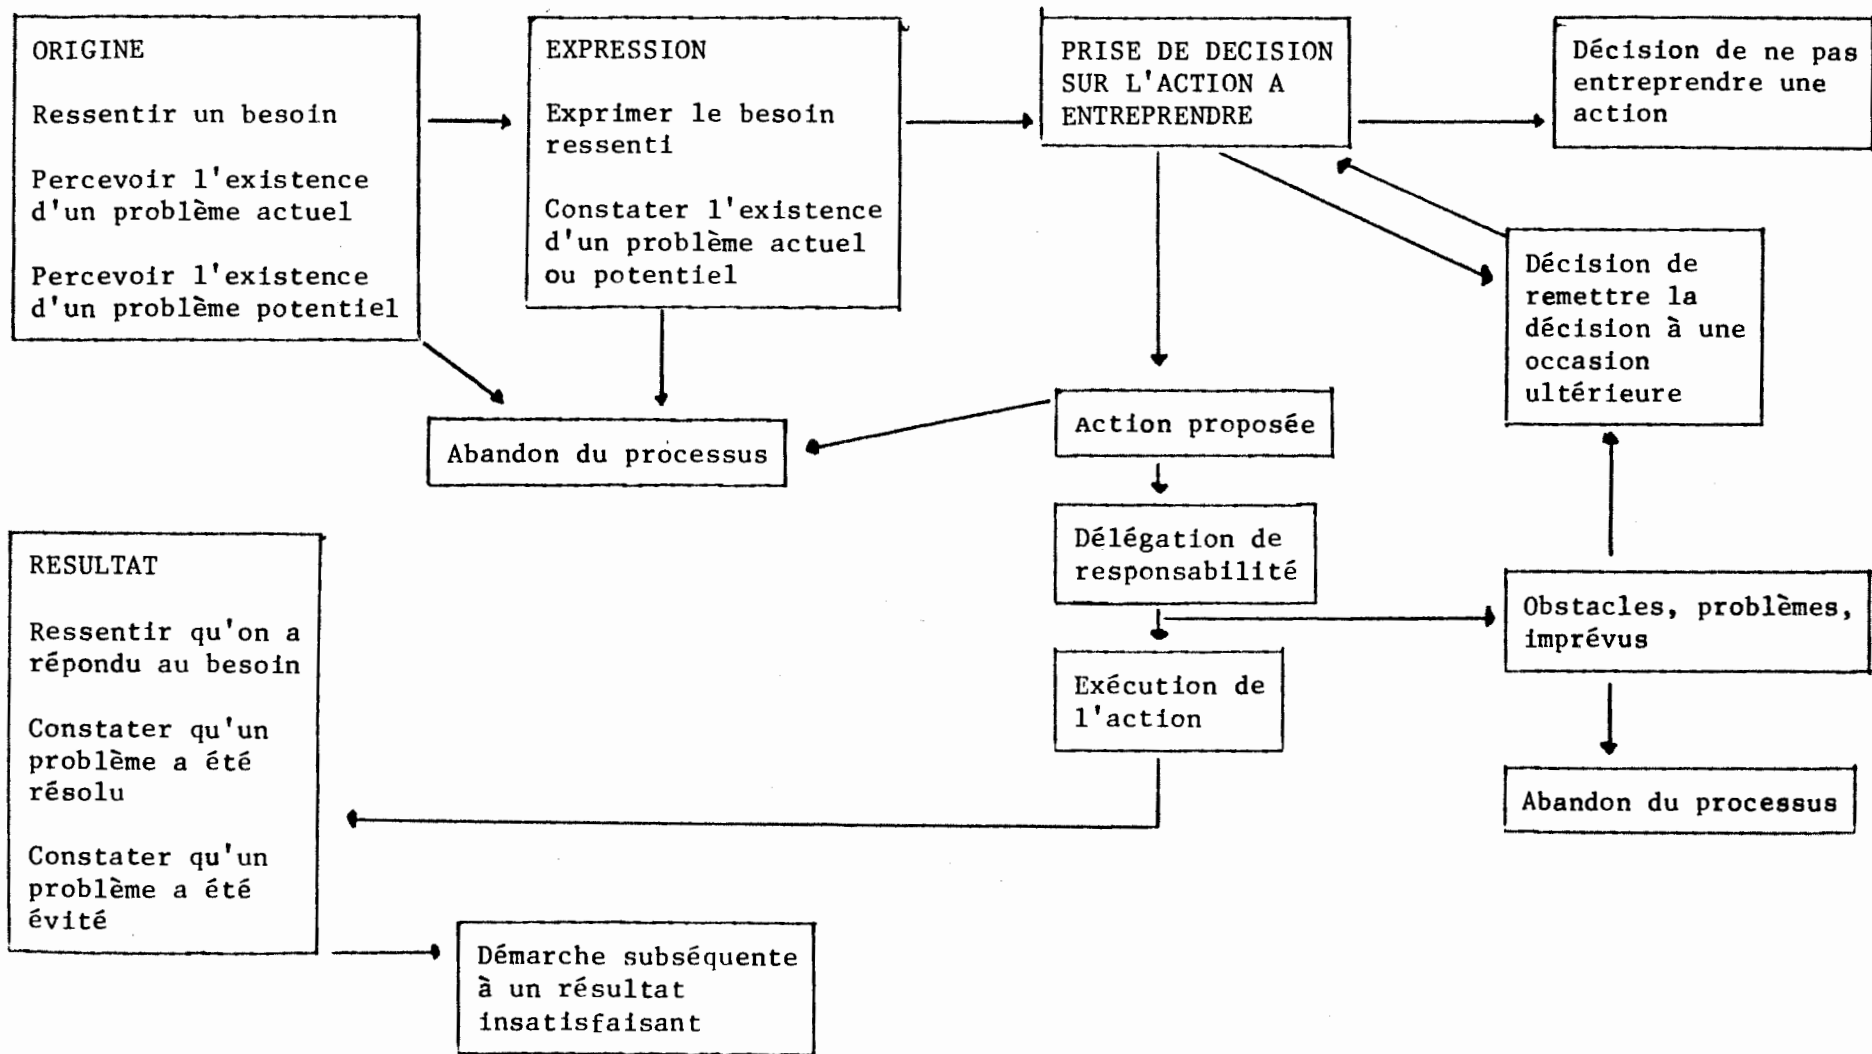 ORIGINE
Ressentir un besoin
Percevoir l'existence
d'un problème actuel
Percevoir l'existence
d'un problème potentiel
EXPRESSION
Exprimer le besoin
ressenti
Constater l'existence
d'un problème actuel
ou potentiel
PRISE DE DECISION
SUR L'ACTION A
ENTREPRENDRE
Décision de ne pas
entreprendre une
action
Décision de
remettre la
décision à une
occasion
ultérieure
Abandon du processus
Action proposée
Délégation de
responsabilité
Obstacles, problèmes,
imprévus
Exécution de
l'action
Abandon du processus
RESULTAT
Ressentir qu'on a
répondu au besoin
Constater qu'un
problème a été
résolu
Constater qu'un
problème a été
évité
Démarche subséquente
à un résultat
insatisfaisant